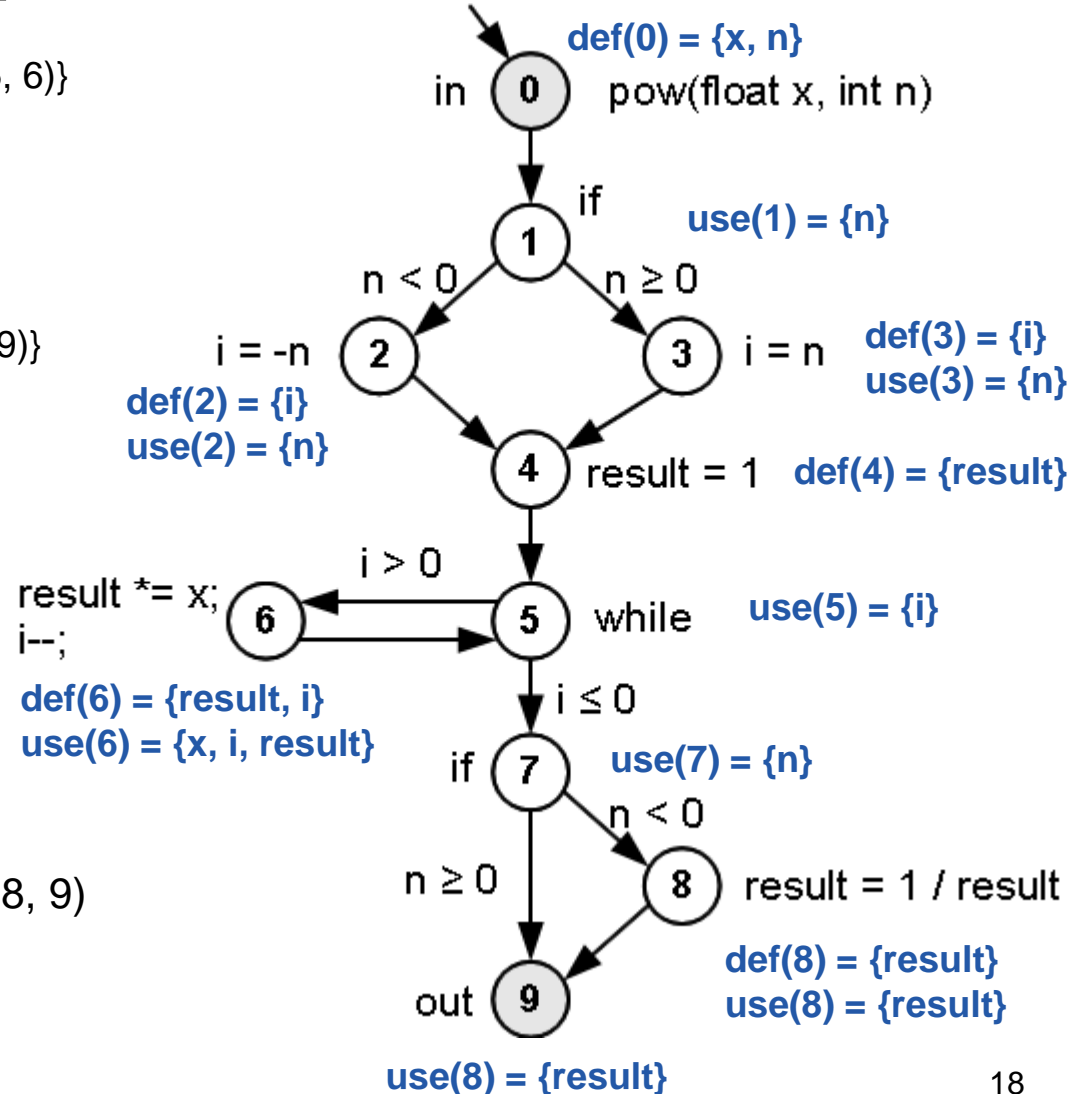 def(0) = {x, n}
, 6)}
in 0 pow(float x, int n)
if
use(1) = {n}
1
n < 0 n ≥ 0
9)}
i = -n 2 3 i = n
def(3) = {i}
use(3) = {n}
def(2) = {i}
use(2) = {n}
4 result = 1 def(4) = {result}
i > 0
result *= x;
i--;
6 5 while use(5) = {i}
def(6) = {result, i}
use(6) = {x, i, result}
i ≤ 0
if 7 use(7) = {n}
n < 0
n ≥ 0
8, 9)
8 result = 1 / result
def(8) = {result}
use(8) = {result}
out 9
use(8) = {result}
18